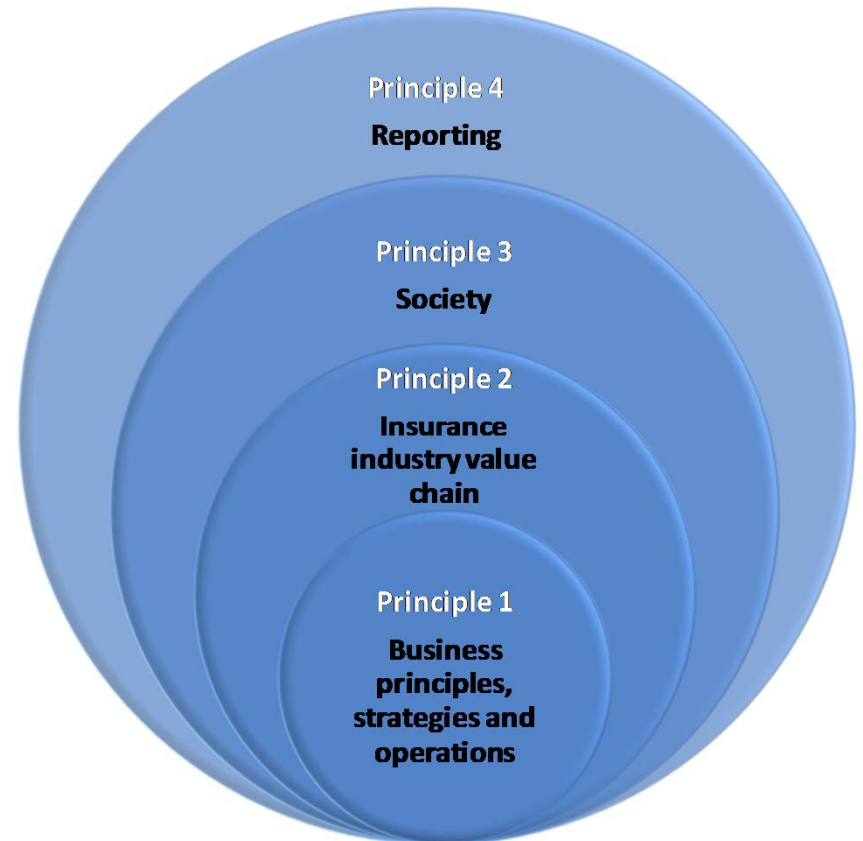 Principle 4
Reporting
Principle 3
Society
Principle 2
Insurance
industry value
chain
Principle 1
Business
principles,
strategies and
operations